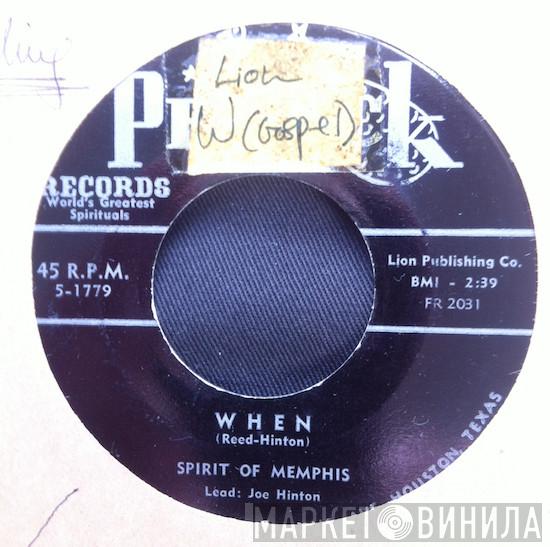 Lion
W (Gospel)
RECORDS
World's Greatest
Spirituals
45 R.P.M.
5-1779
Lion Publishing Co.
BMI - 2:39
FR 2031
WHEN
(Reed-Hinton)
SPIRIT OF MEMPHIS
Lead: Joe Hinton
HOUSTON, TEXAS
МАРКЕТ ВИНИЛА